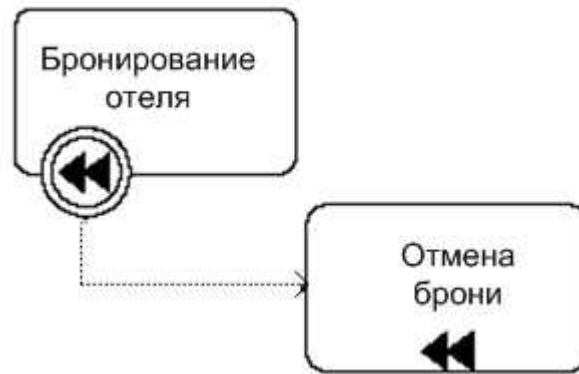 Бронирование
отеля
Отмена
брони